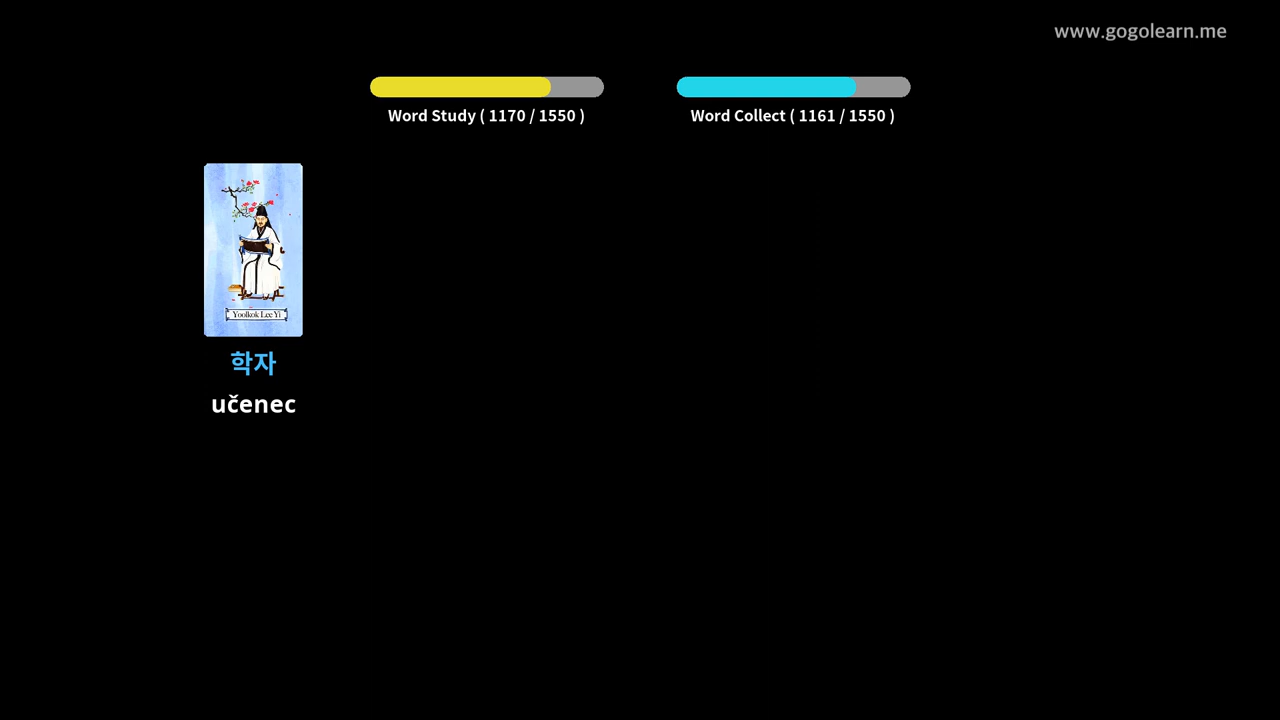 www.gogolearn.me
Word Study ( 1170 / 1550 )
Word Collect ( 1161 / 1550 )
Yoolkok Lee Yi
학자
učenec